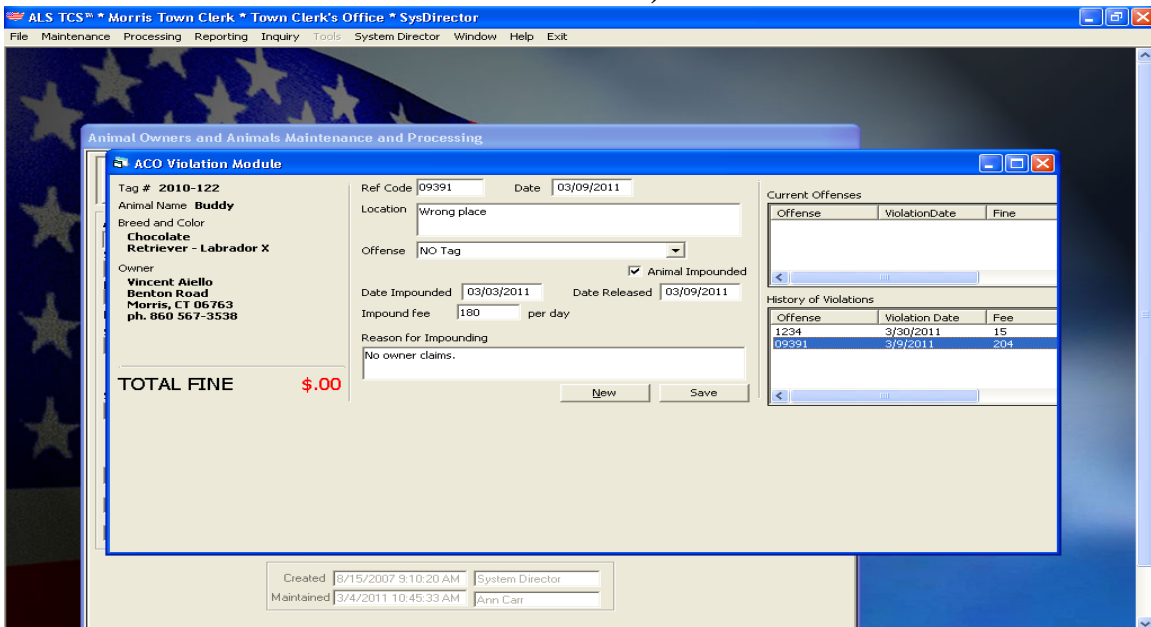 ALS TCS™ * Morris Town Clerk * Town Clerk's Office * SysDirector
File Maintenance Processing Reporting Inquiry Tools System Director Window Help Exit
Animal Owners and Animals Maintenance and Processing
ACO Violation Module
Tag # 2010-122
Animal Name Buddy
Breed and Color
Chocolate
Retriever - Labrador X
Owner
Vincent Aiello
Benton Road
Morris, CT 06763
ph. 860 567-3538
TOTAL FINE $.00
Ref Code 09391 Date 03/09/2011
Location Wrong place
Offense NO Tag
Animal Impounded
Date Impounded 03/03/2011 Date Released 03/09/2011
Impound fee 180 per day
Reason for Impounding
No owner claims.
New Save
Current Offenses
Offense ViolationDate Fine
History of Violations
Offense Violation Date Fee
1234 3/30/2011 15
09391 3/9/2011 204
Created 8/15/2007 9:10:20 AM System Director
Maintained 3/4/2011 10:45:33 AM Ann Carr